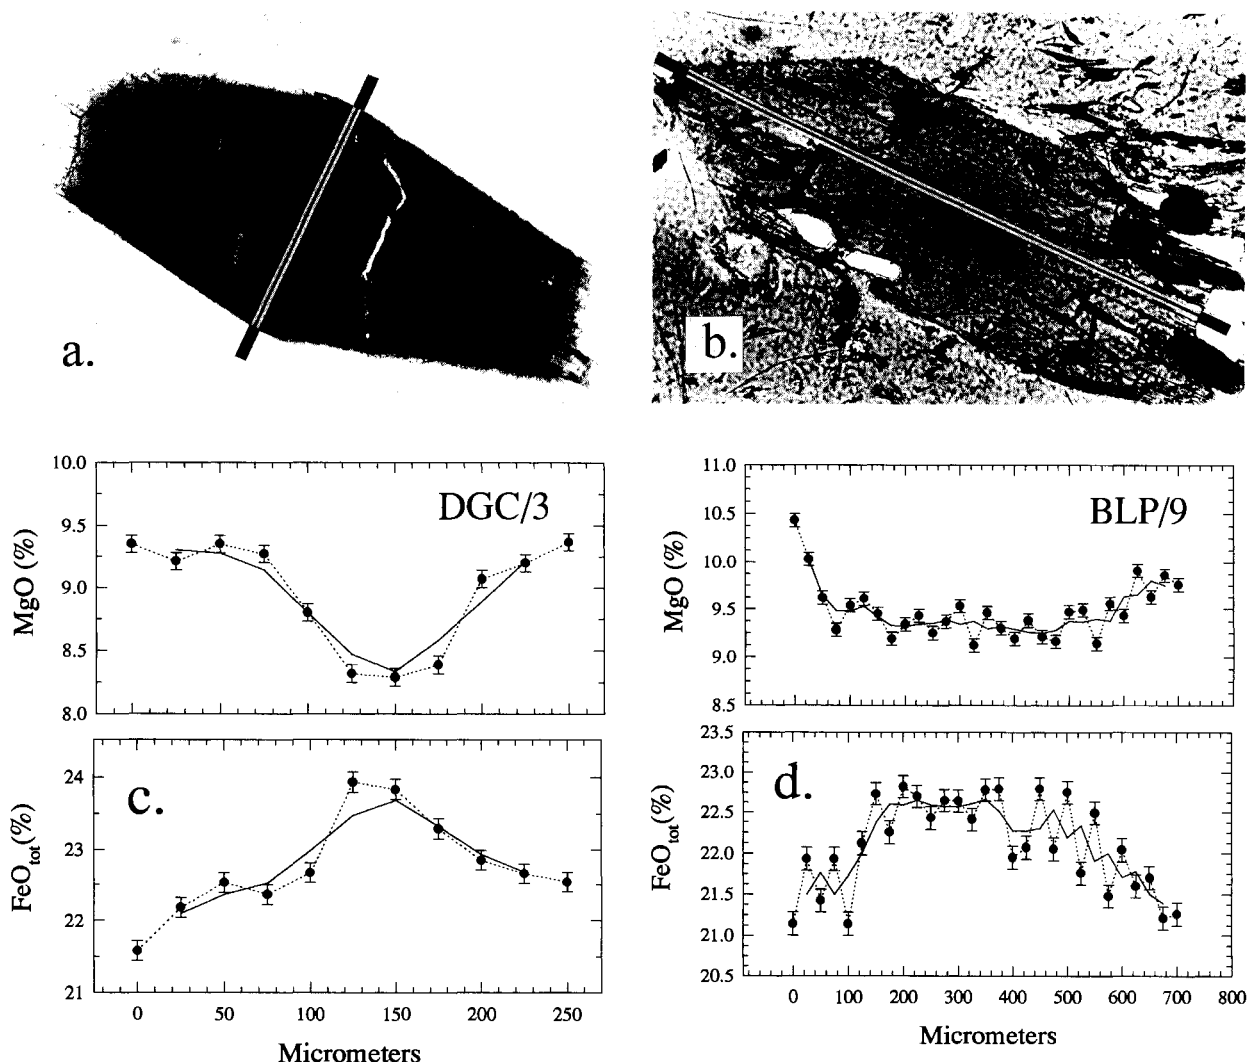 a.
b.
10.0
9.5
9.0
8.5
8.0
MgO (%)
DGC/3
11.0
10.5
10.0
9.5
9.0
8.5
MgO (%)
BLP/9
24
23
22
21
FeOtot(%)
c.
0 50 100 150 200 250
Micrometers
23.5
23.0
22.5
22.0
21.5
21.0
20.5
FeOtot(%)
d.
0 100 200 300 400 500 600 700 800
Micrometers